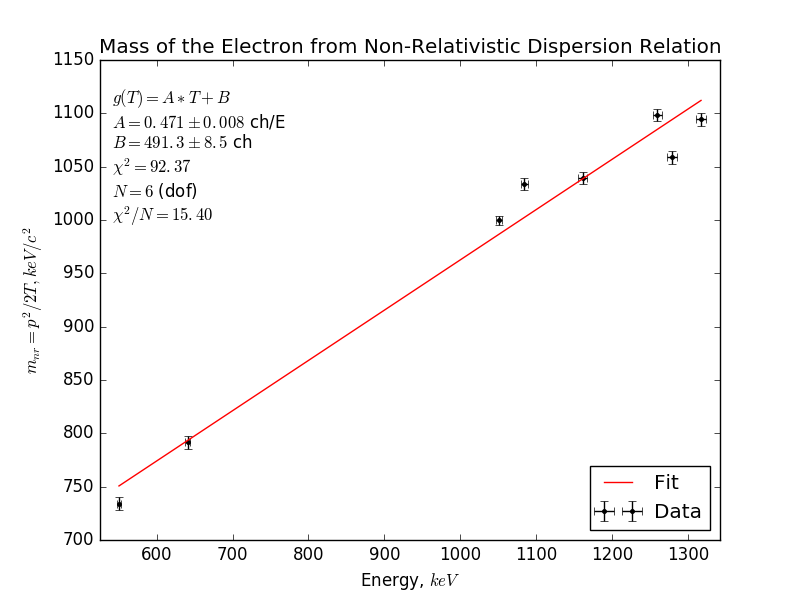 Mass of the Electron from Non-Relativistic Dispersion Relation
1150
1100
1050
1000
950
900
850
800
750
700
g(T) = A ∗ T + B
A = 0.471 ± 0.008 ch/E
B = 491.3 ± 8.5 ch
χ² = 92.37
N = 6 (dof)
χ²/N = 15.40
m_{nr} = p²/2T, keV/c²
Fit
Data
600 700 800 900 1000 1100 1200 1300
Energy, keV